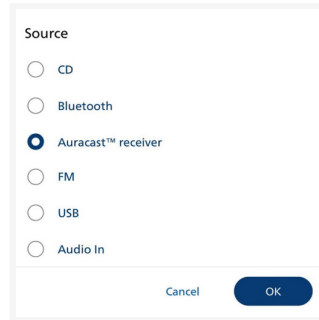 Source
CD
Bluetooth
Auracast™ receiver
FM
USB
Audio In
Cancel OK